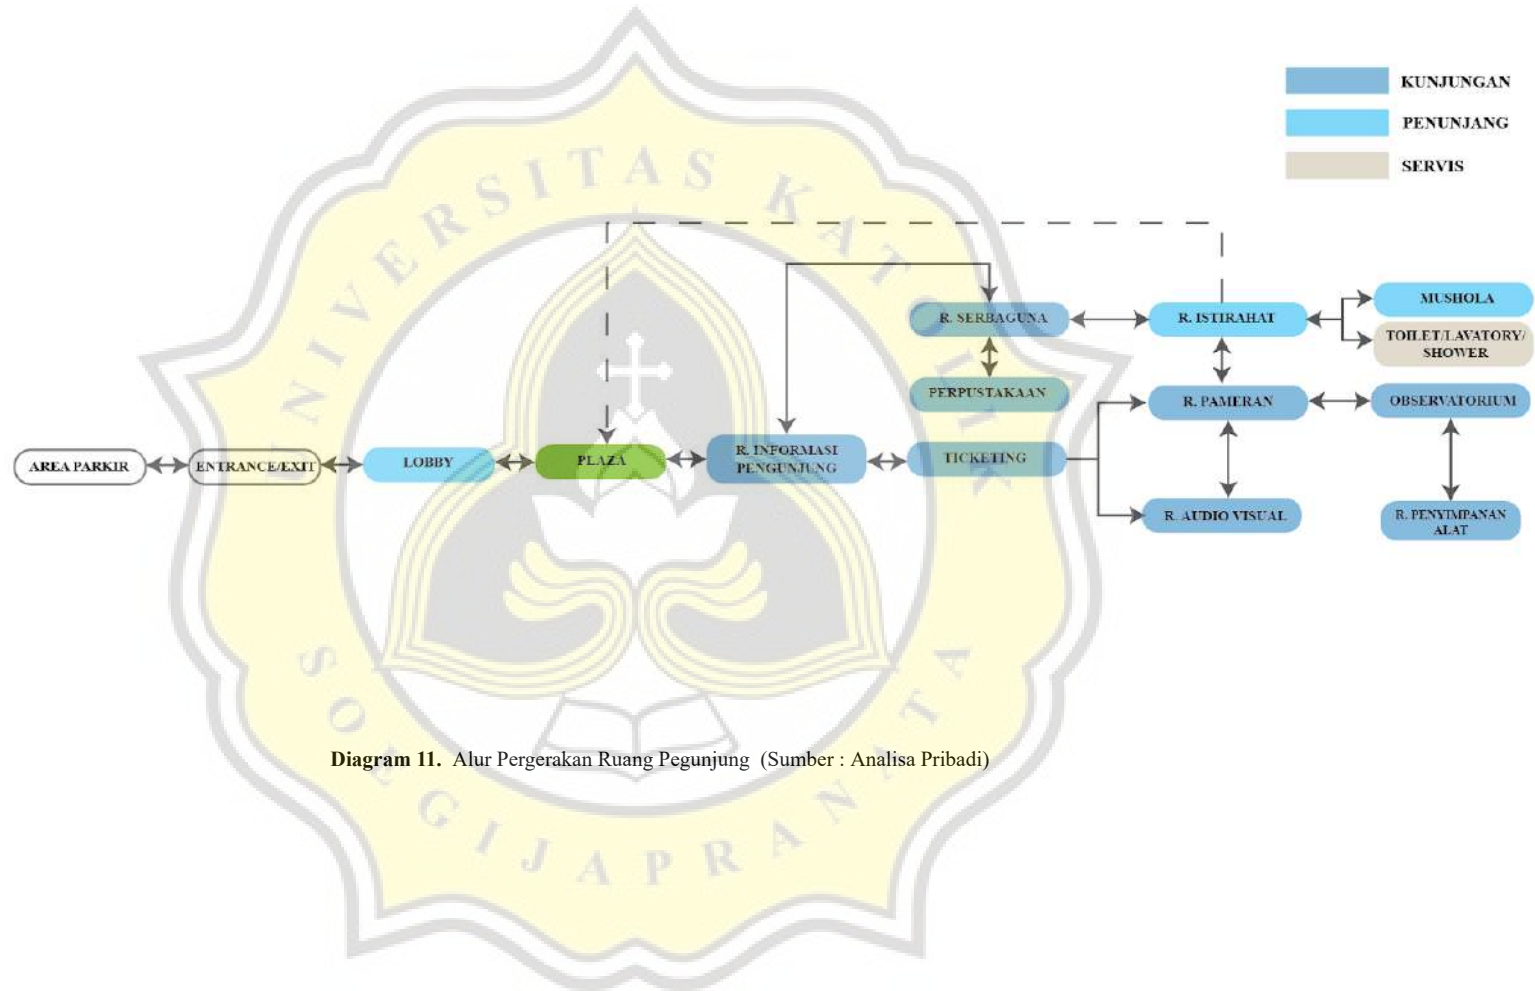 KUNJUNGAN
PENUNJANG
SERVIS
UNIVERSITAS KATOLIK
SOEGIJAPRANATA
R. SERBAGUNA
R. ISTIRAHAT
MUSHOLA
TOILET/LAVATORY/
SHOWER
PERPUSTAKAAN
R. PAMERAN
OBSERVATORIUM
AREA PARKIR
ENTRANCE/EXIT
LOBBY
PLAZA
R. INFORMASI
PENGUNJUNG
TICKETING
R. AUDIO VISUAL
R. PENYIMPANAN
ALAT
Diagram 11. Alur Pergerakan Ruang Pegunjung (Sumber : Analisa Pribadi)